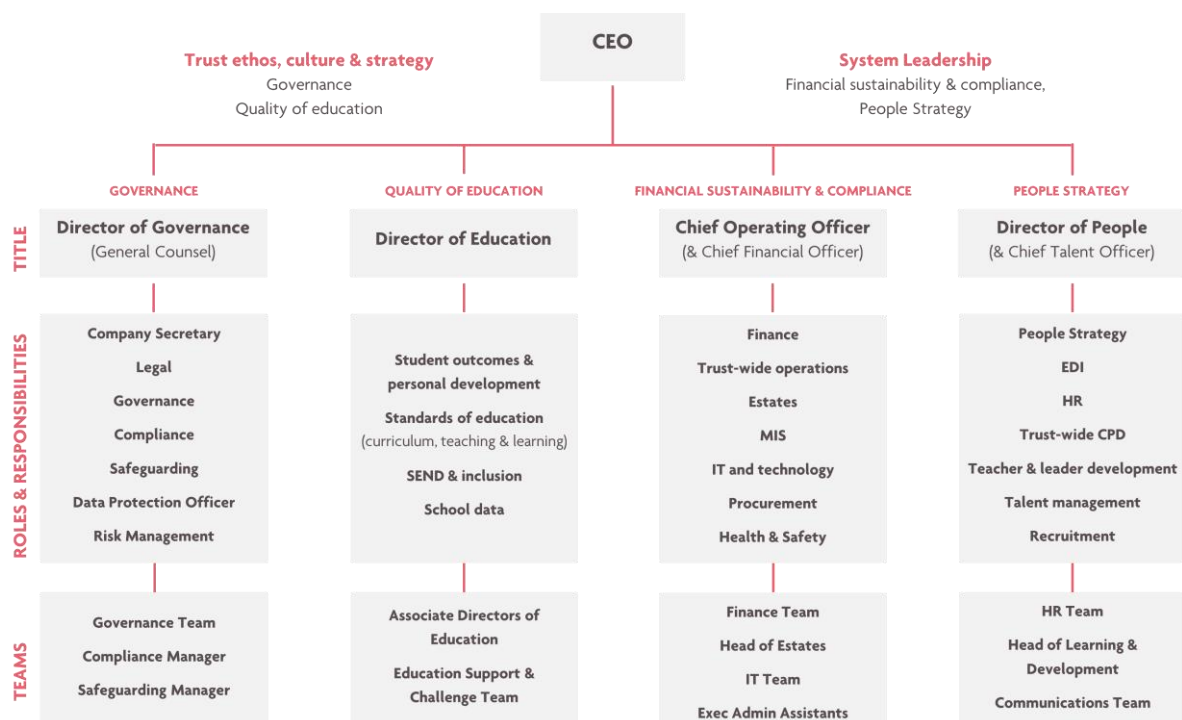 CEO
Trust ethos, culture & strategy
Governance
Quality of education
System Leadership
Financial sustainability & compliance,
People Strategy
GOVERNANCE
QUALITY OF EDUCATION
FINANCIAL SUSTAINABILITY & COMPLIANCE
PEOPLE STRATEGY
TITLE
Director of Governance
(General Counsel)
Director of Education
Chief Operating Officer
(& Chief Financial Officer)
Director of People
(& Chief Talent Officer)
ROLES & RESPONSIBILITIES
Company Secretary
Legal
Governance
Compliance
Safeguarding
Data Protection Officer
Risk Management
Student outcomes &
personal development
Standards of education
(curriculum, teaching & learning)
SEND & inclusion
School data
Finance
Trust-wide operations
Estates
MIS
IT and technology
Procurement
Health & Safety
People Strategy
EDI
HR
Trust-wide CPD
Teacher & leader development
Talent management
Recruitment
TEAMS
Governance Team
Compliance Manager
Safeguarding Manager
Associate Directors of
Education
Education Support &
Challenge Team
Finance Team
Head of Estates
IT Team
Exec Admin Assistants
HR Team
Head of Learning &
Development
Communications Team